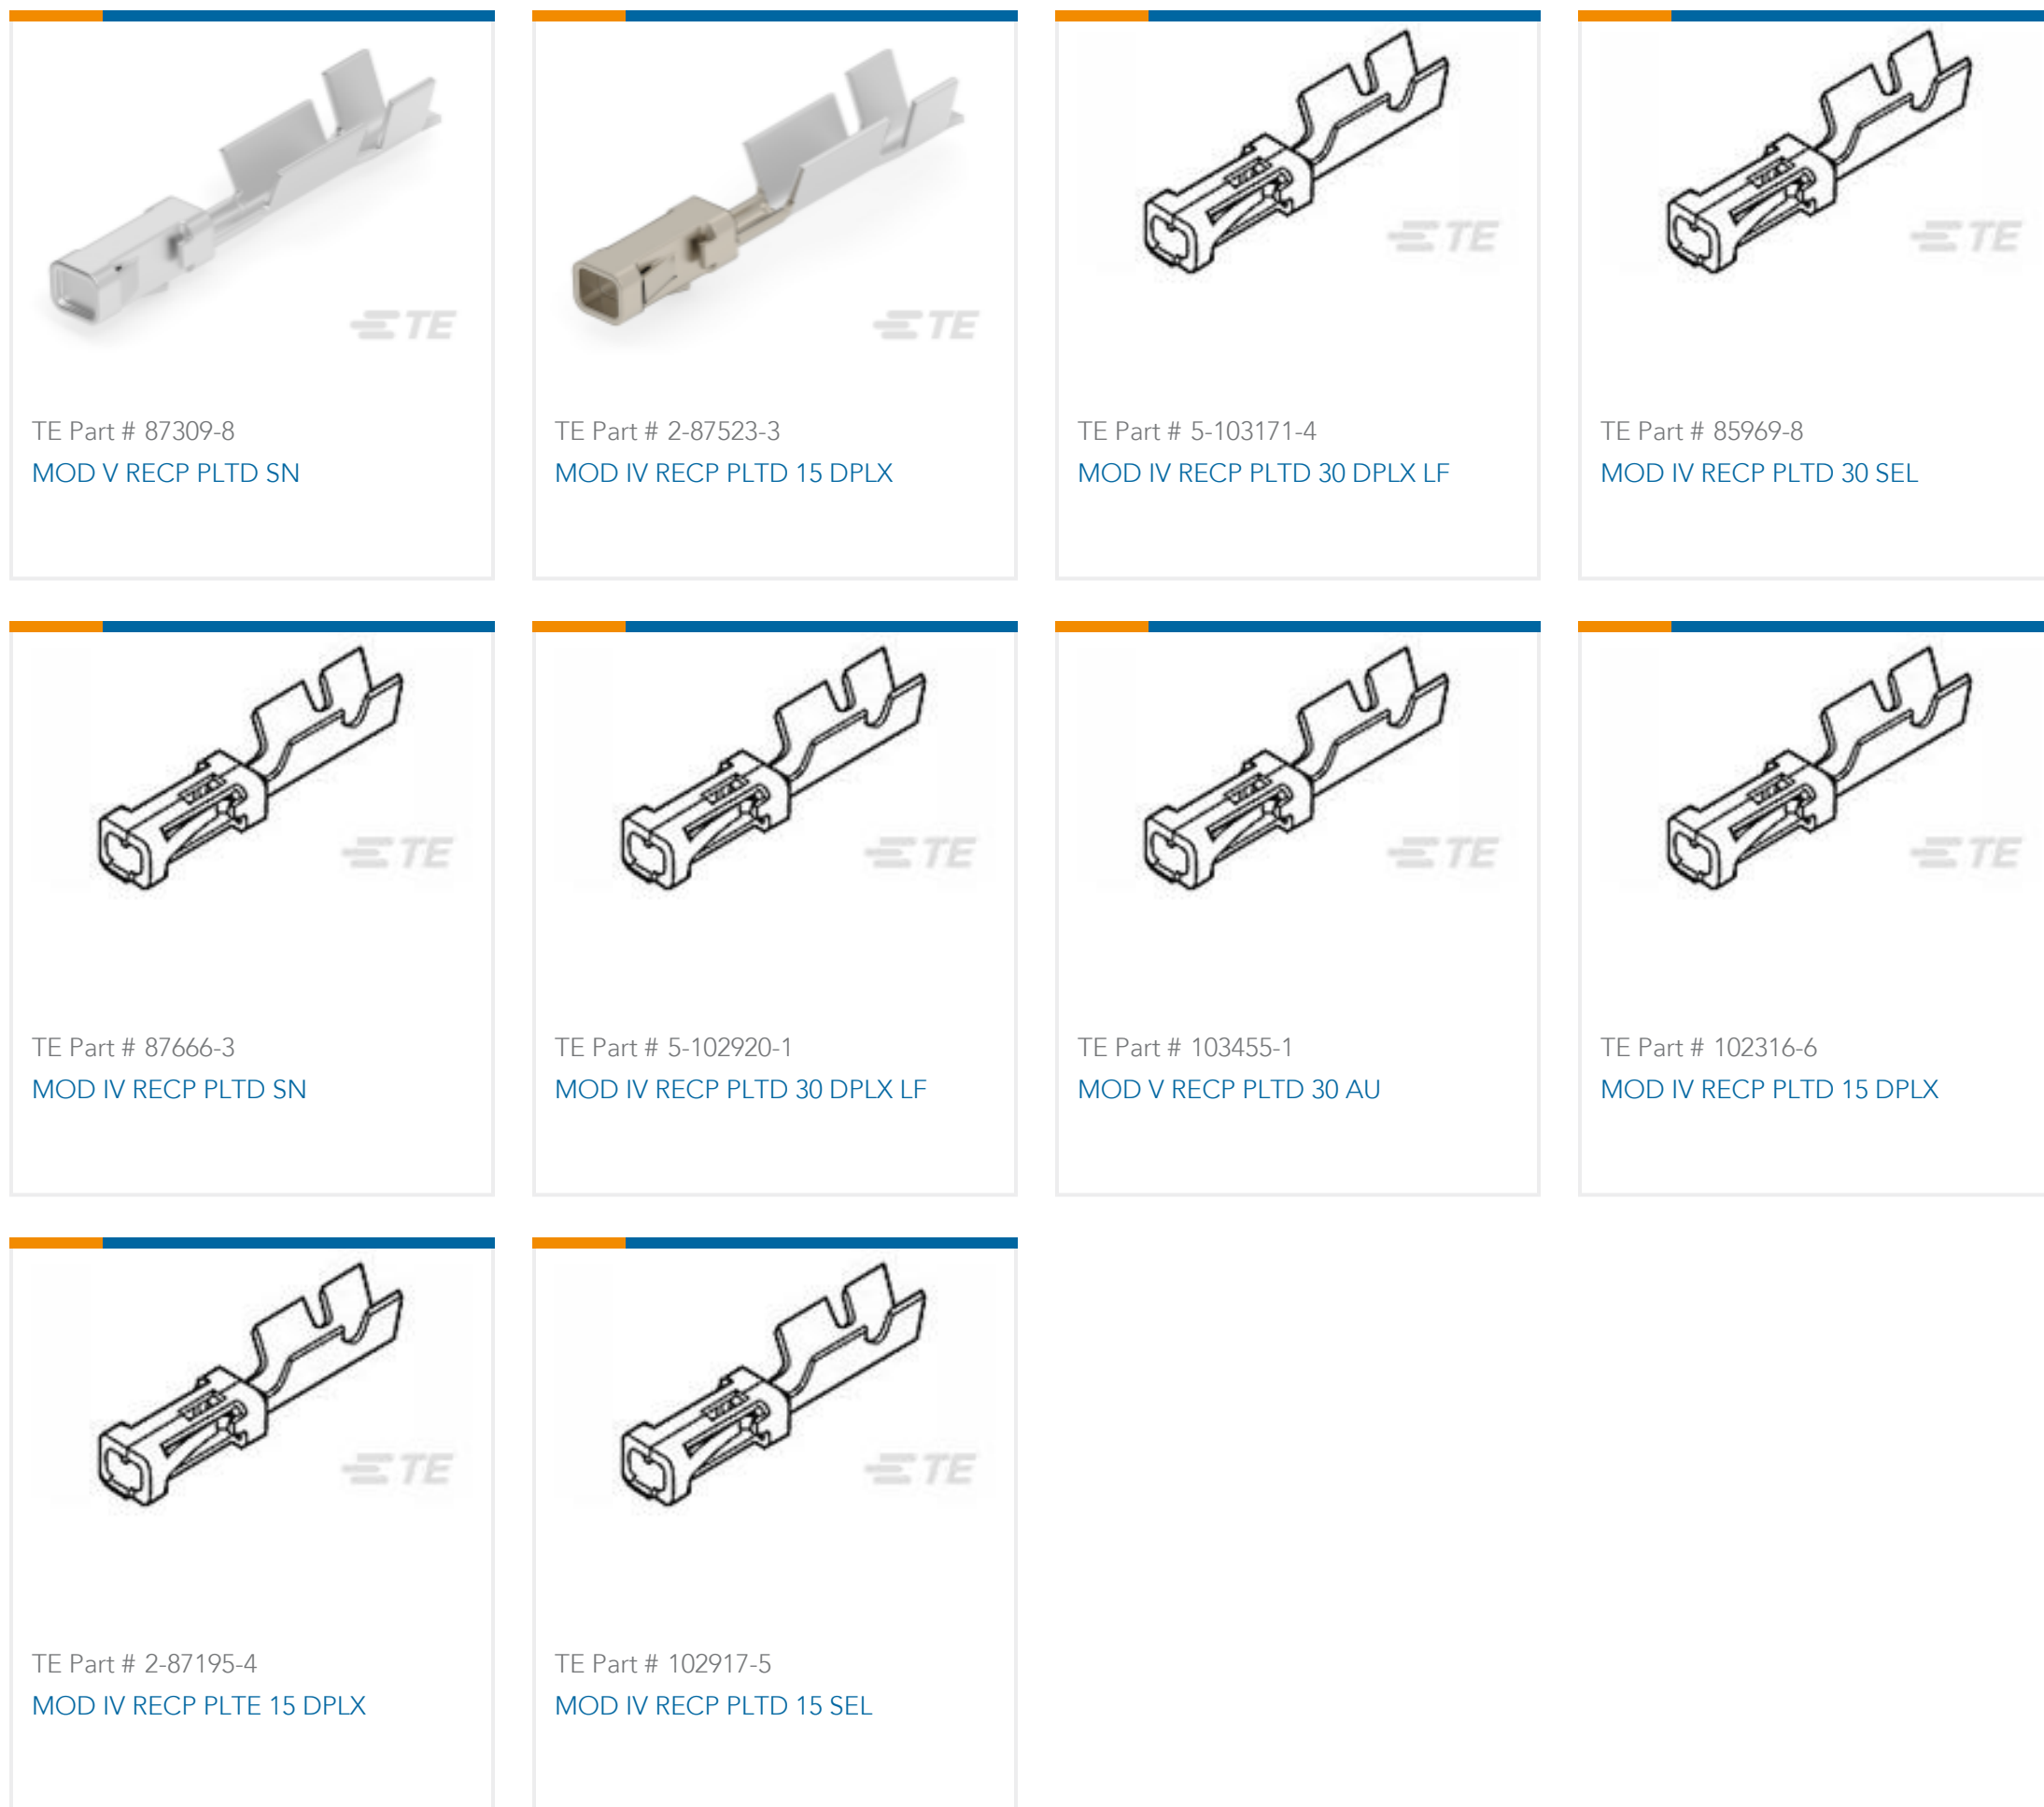 TE
TE
TE
TE
TE Part # 87309-8
MOD V RECP PLTD SN
TE Part # 2-87523-3
MOD IV RECP PLTD 15 DPLX
TE Part # 5-103171-4
MOD IV RECP PLTD 30 DPLX LF
TE Part # 85969-8
MOD IV RECP PLTD 30 SEL
TE
TE
TE
TE
TE Part # 87666-3
MOD IV RECP PLTD SN
TE Part # 5-102920-1
MOD IV RECP PLTD 30 DPLX LF
TE Part # 103455-1
MOD V RECP PLTD 30 AU
TE Part # 102316-6
MOD IV RECP PLTD 15 DPLX
TE
TE
TE Part # 2-87195-4
MOD IV RECP PLTE 15 DPLX
TE Part # 102917-5
MOD IV RECP PLTD 15 SEL